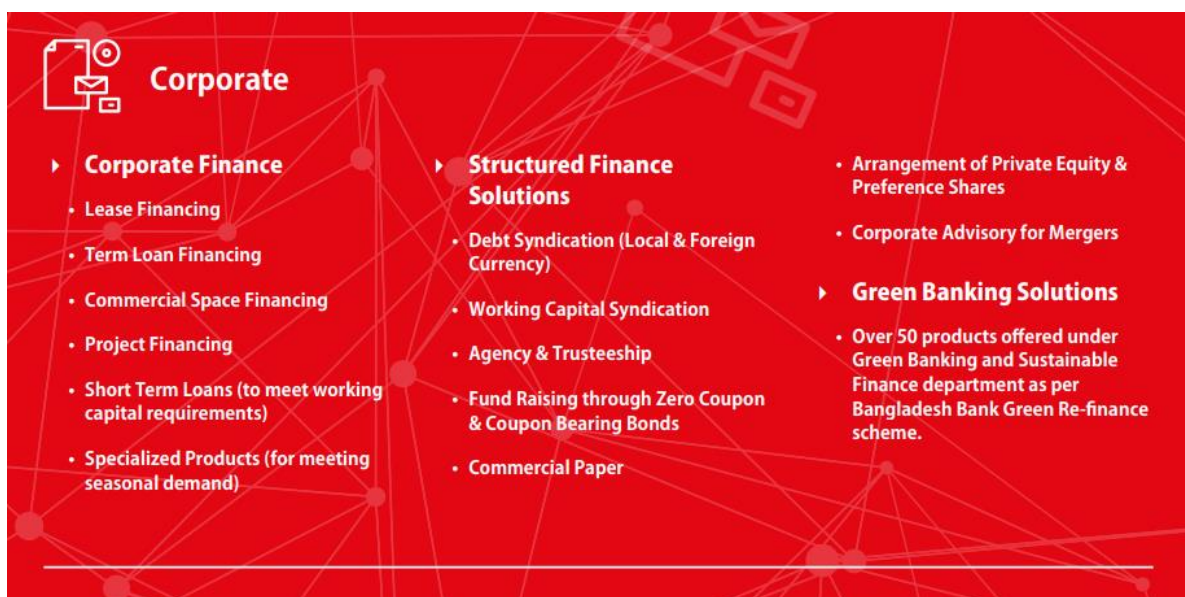 Corporate
Corporate Finance
• Lease Financing
• Term Loan Financing
• Commercial Space Financing
• Project Financing
• Short Term Loans (to meet working
capital requirements)
• Specialized Products (for meeting
seasonal demand)
Structured Finance
Solutions
• Debt Syndication (Local & Foreign
Currency)
• Working Capital Syndication
• Agency & Trusteeship
• Fund Raising through Zero Coupon
& Coupon Bearing Bonds
• Commercial Paper
• Arrangement of Private Equity &
Preference Shares
• Corporate Advisory for Mergers
Green Banking Solutions
• Over 50 products offered under
Green Banking and Sustainable
Finance department as per
Bangladesh Bank Green Re-finance
scheme.